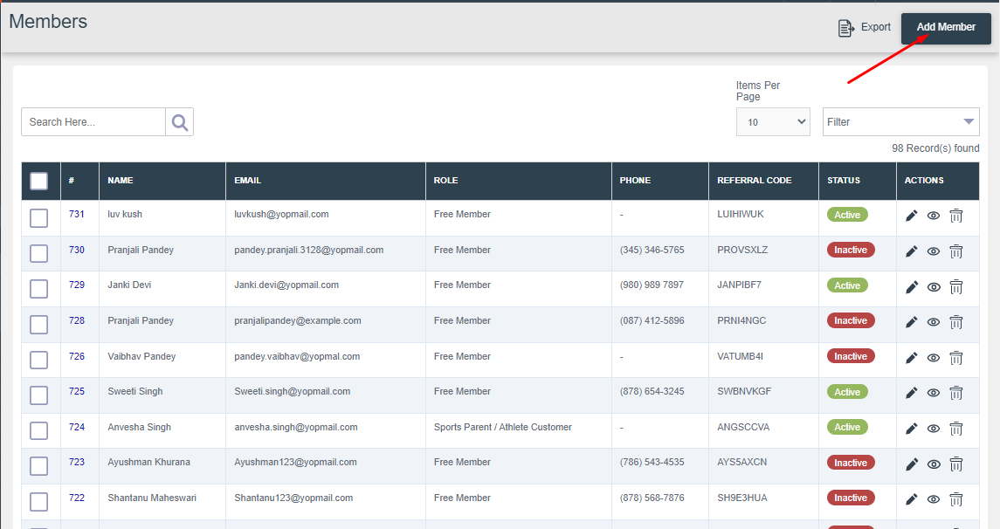 Members
Export
Add Member
Items Per
Page
Search Here...
10
Filter
98 Record(s) found
# NAME EMAIL ROLE PHONE REFERRAL CODE STATUS ACTIONS
731 luv kush luvkush@yopmail.com Free Member - LUIHIWUK Active
730 Pranjali Pandey pandey.pranjali.3128@yopmail.com Free Member (345) 346-5765 PROVSXLZ Inactive
729 Janki Devi Janki.devi@yopmail.com Free Member (980) 989 7897 JANPIBF7 Active
728 Pranjali Pandey pranjalipandey@example.com Free Member (087) 412-5896 PRNI4NGC Inactive
726 Vaibhav Pandey pandey.vaibhav@yopmal.com Free Member - VATUMB4I Inactive
725 Sweeti Singh Sweeti.singh@yopmail.com Free Member (878) 654-3245 SWBNVKGF Active
724 Anvesha Singh anvesha.singh@yopmail.com Sports Parent / Athlete Customer - ANGSCCVA Active
723 Ayushman Khurana Ayushman123@yopmail.com Free Member (786) 543-4535 AYS5AXCN Inactive
722 Shantanu Maheswari Shantanu123@yopmail.com Free Member (878) 568-7876 SH9E3HUA Inactive